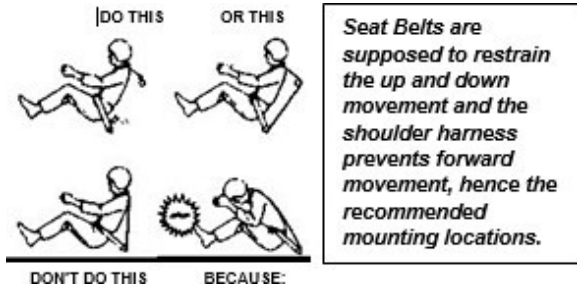 DO THIS
OR THIS
Seat Belts are
supposed to restrain
the up and down
movement and the
shoulder harness
prevents forward
movement, hence the
recommended
mounting locations.
DON'T DO THIS
BECAUSE: